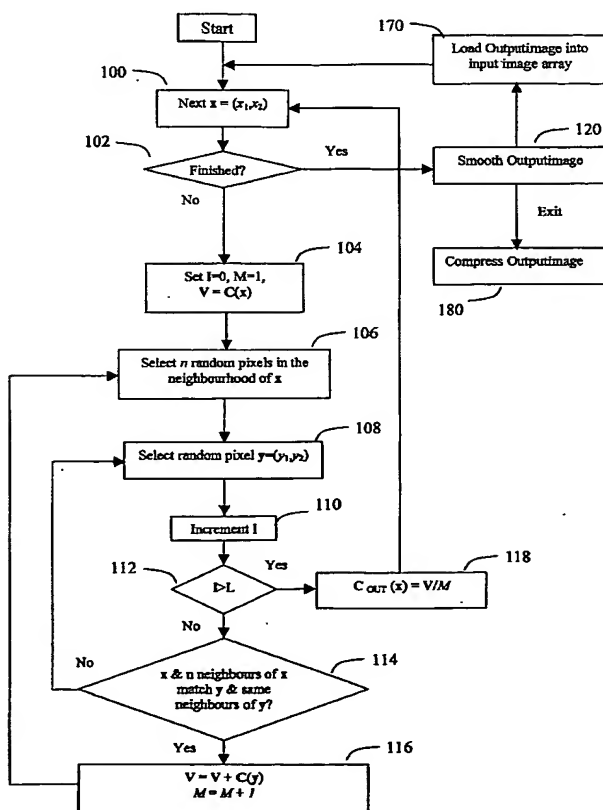 Start
170
Load Outputimage into
input image array
100
Next x = (x1,x2)
102
Finished?
Yes
120
Smooth Outputimage
No
Exit
104
Set I=0, M=1,
V = C(x)
Compress Outputimage
180
106
Select n random pixels in the
neighbourhood of x
108
Select random pixel y=(y1,y2)
110
Increment I
112
I>L
Yes
118
C OUT (x) = V/M
No
No
114
x & n neighbours of x
match y & same
neighbours of y?
Yes
116
V = V + C(y)
M = M + 1